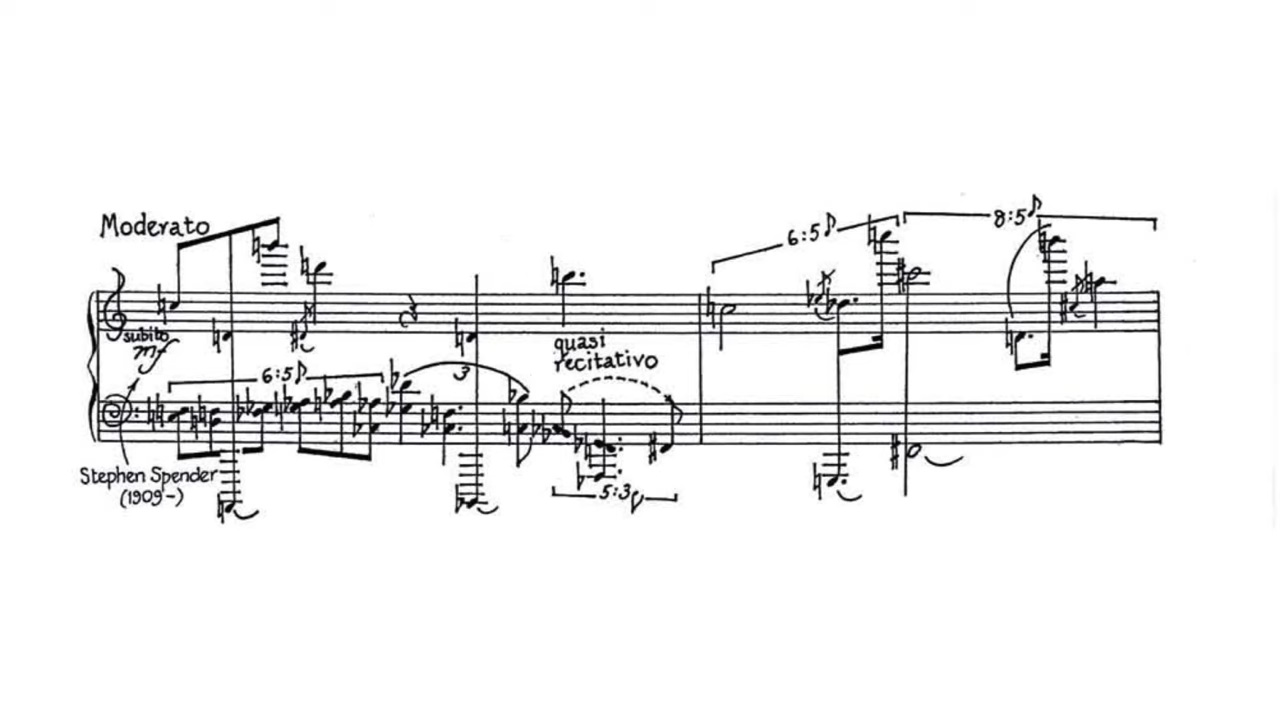 Moderato
6:5
8:5
subito
mf
quasi
recitativo
6:5
3
Stephen Spender
(1909-)
5:3